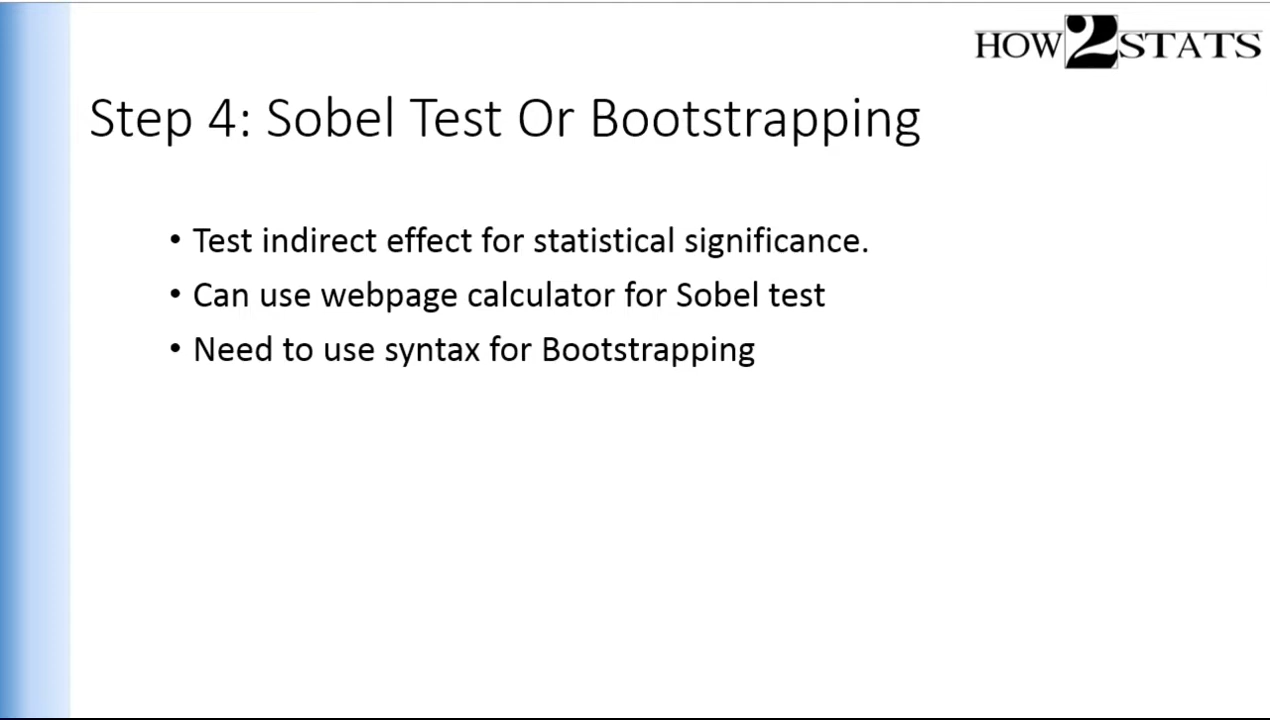 HOW2STATS
Step 4: Sobel Test Or Bootstrapping
• Test indirect effect for statistical significance.
• Can use webpage calculator for Sobel test
• Need to use syntax for Bootstrapping